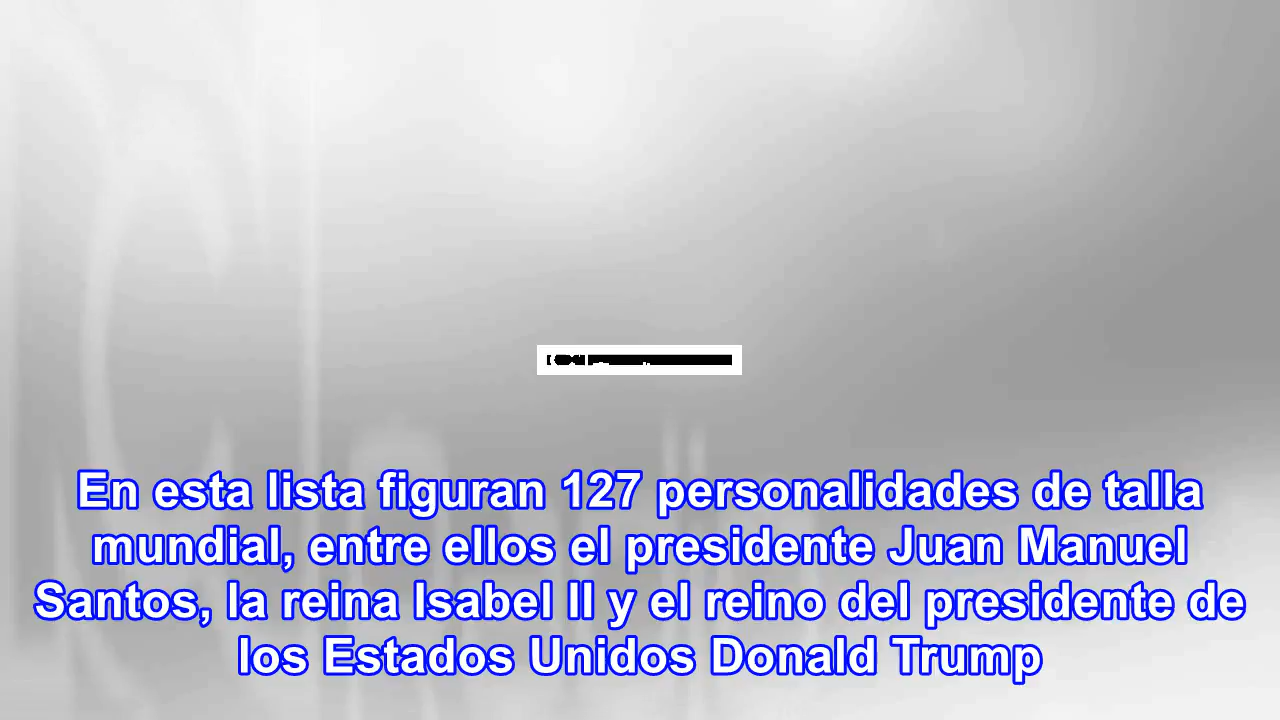 En esta lista figuran 127 personalidades de talla
mundial, entre ellos el presidente Juan Manuel
Santos, la reina Isabel II y el reino del presidente de
los Estados Unidos Donald Trump